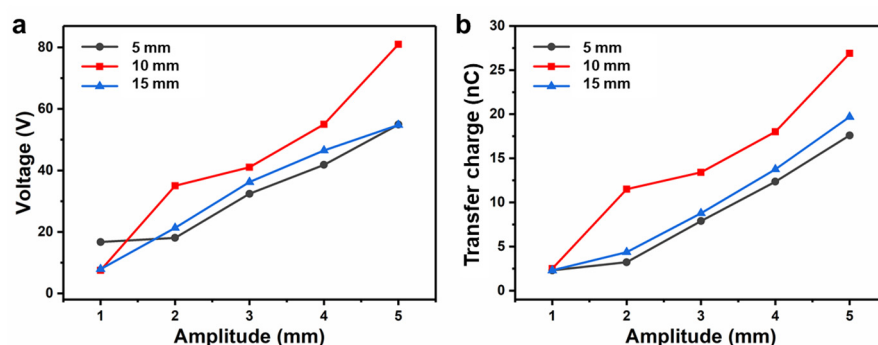 a
5 mm
10 mm
15 mm
Voltage (V)
80
60
40
20
0
1 2 3 4 5
Amplitude (mm)
b
5 mm
10 mm
15 mm
Transfer charge (nC)
30
25
20
15
10
5
0
1 2 3 4 5
Amplitude (mm)